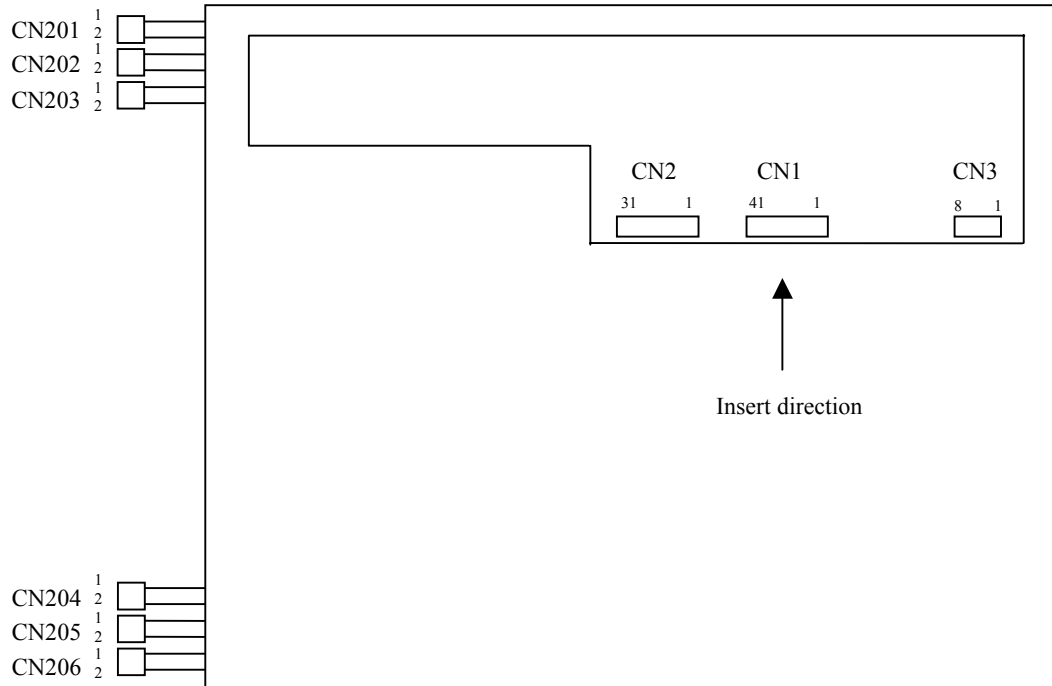 CN201 1
2
CN202 1
2
CN203 1
2
CN2 CN1 CN3
31 1 41 1 8 1
Insert direction
CN204 1
2
CN205 1
2
CN206 1
2